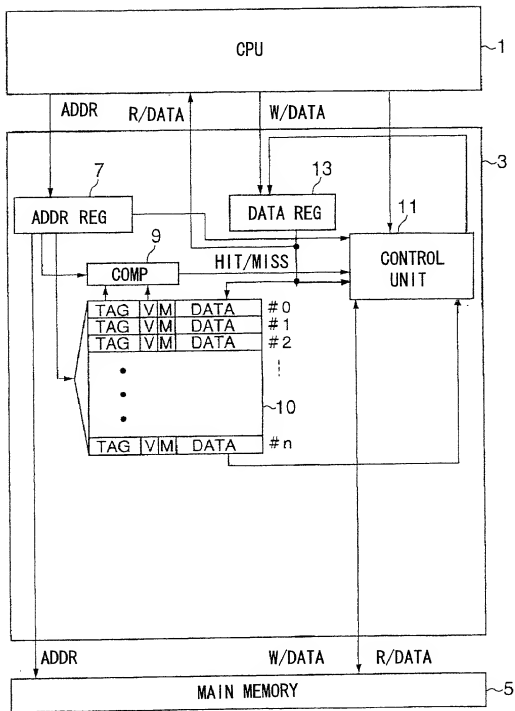 CPU
1
ADDR
R/DATA
W/DATA
3
7
13
11
ADDR REG
DATA REG
9
HIT/MISS
CONTROL
UNIT
COMP
TAG V M DATA #0
TAG V M DATA #1
TAG V M DATA #2
10
TAG V M DATA #n
ADDR
W/DATA
R/DATA
MAIN MEMORY
5